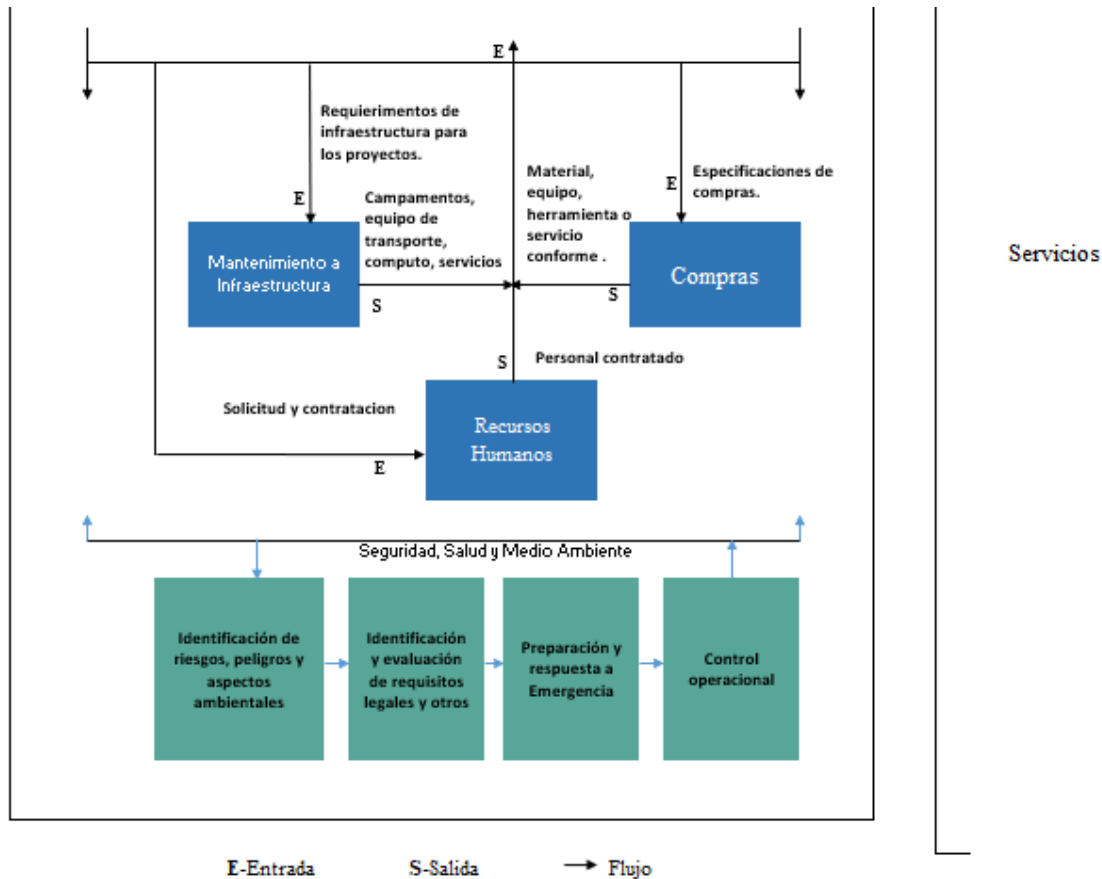 E
Requierimentos de
infraestructura para
los proyectos.
E
Campamentos,
equipo de
transporte,
computo, servicios
Material,
equipo,
herramienta o
servicio
conforme .
E
Especificaciones de
compras.
Mantenimiento a
Infraestructura
S
Compras
S
Servicios
S
Personal contratado
Solicitud y contratacion
E
Recursos
Humanos
Seguridad, Salud y Medio Ambiente
Identificación de
riesgos, peligros y
aspectos
ambientales
Identificación
y evaluación
de requisitos
legales y otros
Preparación y
respuesta a
Emergencia
Control
operacional
E-Entrada
S-Salida
Flujo